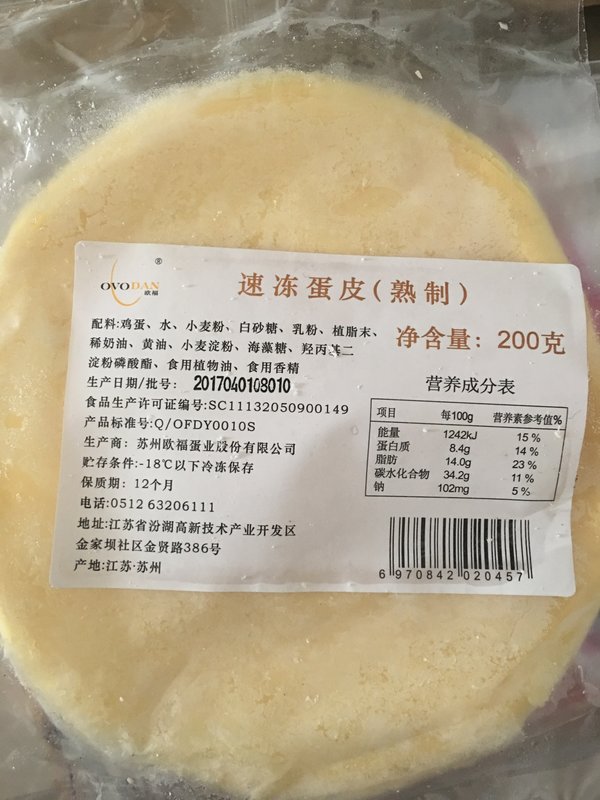 ®
OVODAN
欧福
速冻蛋皮(熟制)
配料:鸡蛋、水、小麦粉、白砂糖、乳粉、植脂末、
稀奶油、黄油、小麦淀粉、海藻糖、羟丙基二
淀粉磷酸酯、食用植物油、食用香精
净含量: 200克
生产日期/批号: 2017040108010
食品生产许可证编号:SC11132050900149
产品标准号:Q/OFDY0010S
生产商: 苏州欧福蛋业股份有限公司
贮存条件:-18℃以下冷冻保存
保质期: 12个月
电话:0512 63206111
地址:江苏省汾湖高新技术产业开发区
金家坝社区金贤路386号
产地:江苏·苏州
营养成分表
项目 每100g 营养素参考值%
能量 1242kJ 15 %
蛋白质 8.4g 14 %
脂肪 14.0g 23 %
碳水化合物 34.2g 11 %
钠 102mg 5 %
6 970842 020457